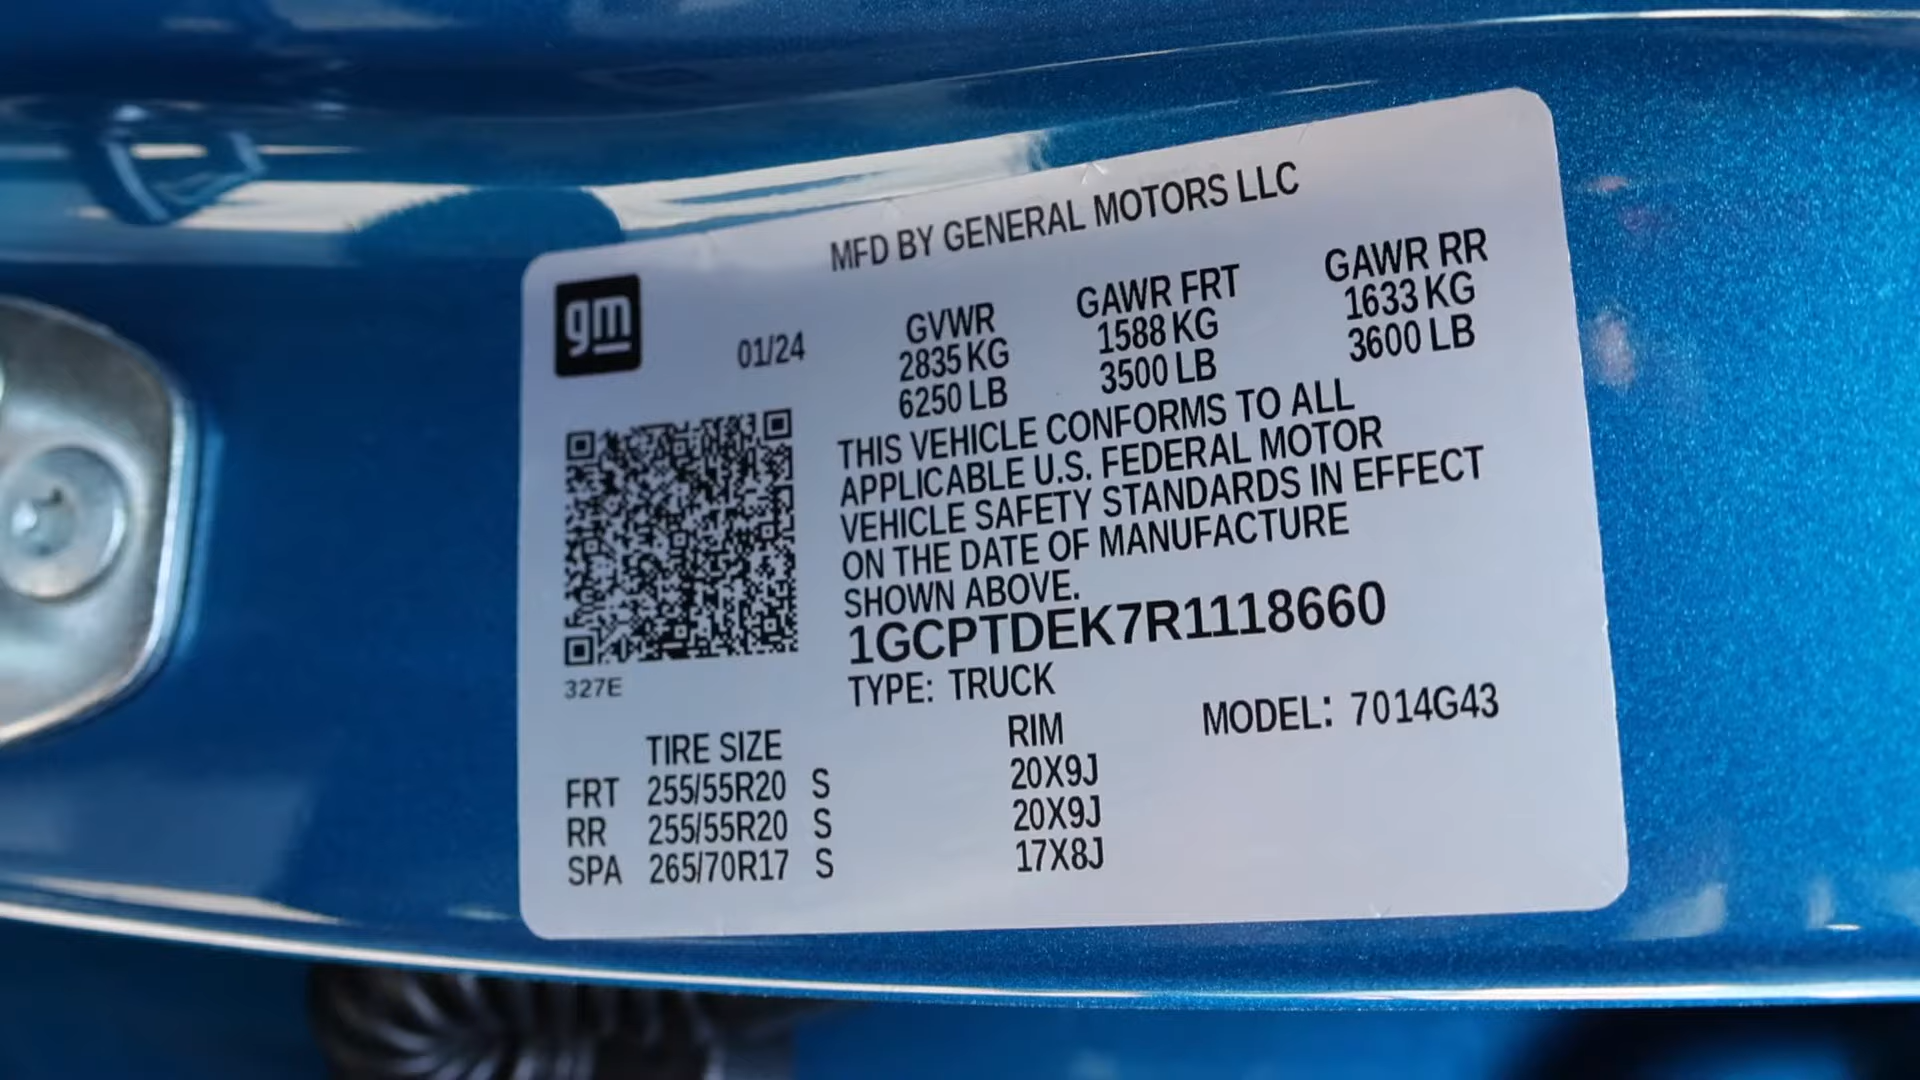 MFD BY GENERAL MOTORS LLC
gm
01/24
GVWR
2835 KG
6250 LB
GAWR FRT
1588 KG
3500 LB
GAWR RR
1633 KG
3600 LB
THIS VEHICLE CONFORMS TO ALL
APPLICABLE U.S. FEDERAL MOTOR
VEHICLE SAFETY STANDARDS IN EFFECT
ON THE DATE OF MANUFACTURE
SHOWN ABOVE.
1GCPTDEK7R1118660
327E
TYPE: TRUCK
MODEL: 7014G43
TIRE SIZE RIM
FRT 255/55R20 S 20X9J
RR 255/55R20 S 20X9J
SPA 265/70R17 S 17X8J